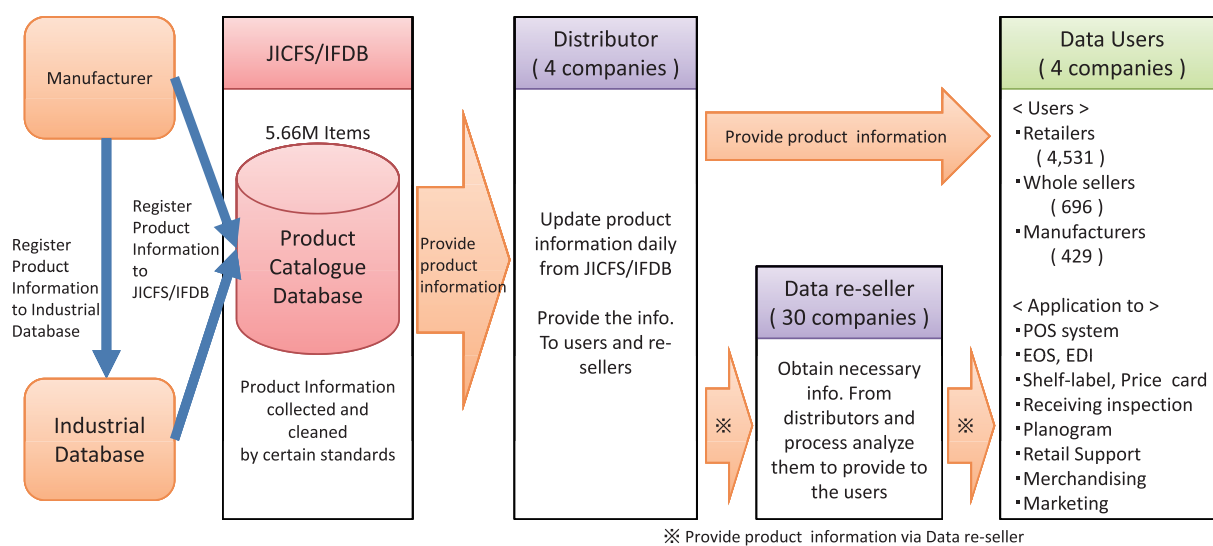 Manufacturer
Register
Product
Information
to Industrial
Database
Register
Product
Information
to
JICFS/IFDB
Industrial
Database
JICFS/IFDB
5.66M Items
Product
Catalogue
Database
Product Information
collected and
cleaned
by certain standards
Provide
product
information
Distributor
( 4 companies )
Update product
information daily
from JICFS/IFDB
Provide the info.
To users and re-
sellers
Provide product information
※
Data re-seller
( 30 companies )
Obtain necessary
info. From
distributors and
process analyze
them to provide to
the users
※
Data Users
( 4 companies )
< Users >
・Retailers
( 4,531 )
・Whole sellers
( 696 )
・Manufacturers
( 429 )
< Application to >
・POS system
・EOS, EDI
・Shelf-label, Price card
・Receiving inspection
・Planogram
・Retail Support
・Merchandising
・Marketing
※ Provide product information via Data re-seller